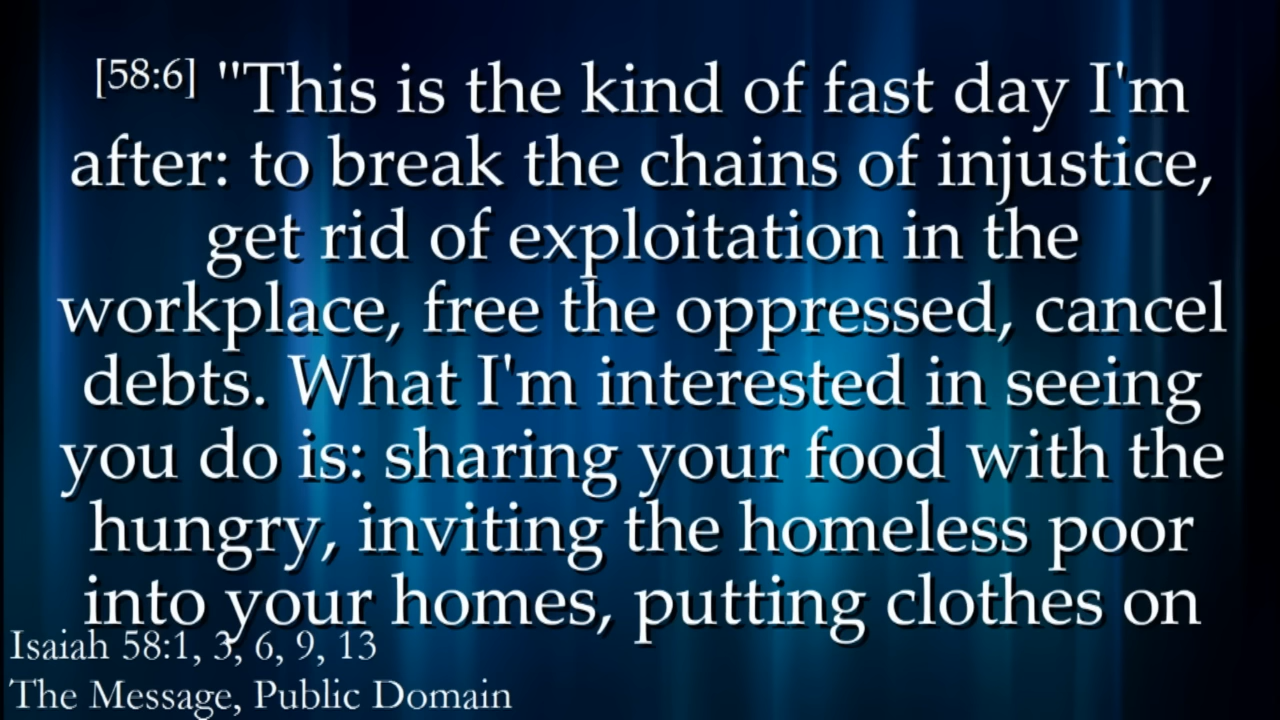 [58:6] "This is the kind of fast day I'm
after: to break the chains of injustice,
get rid of exploitation in the
workplace, free the oppressed, cancel
debts. What I'm interested in seeing
you do is: sharing your food with the
hungry, inviting the homeless poor
into your homes, putting clothes on
Isaiah 58:1, 3, 6, 9, 13
The Message, Public Domain